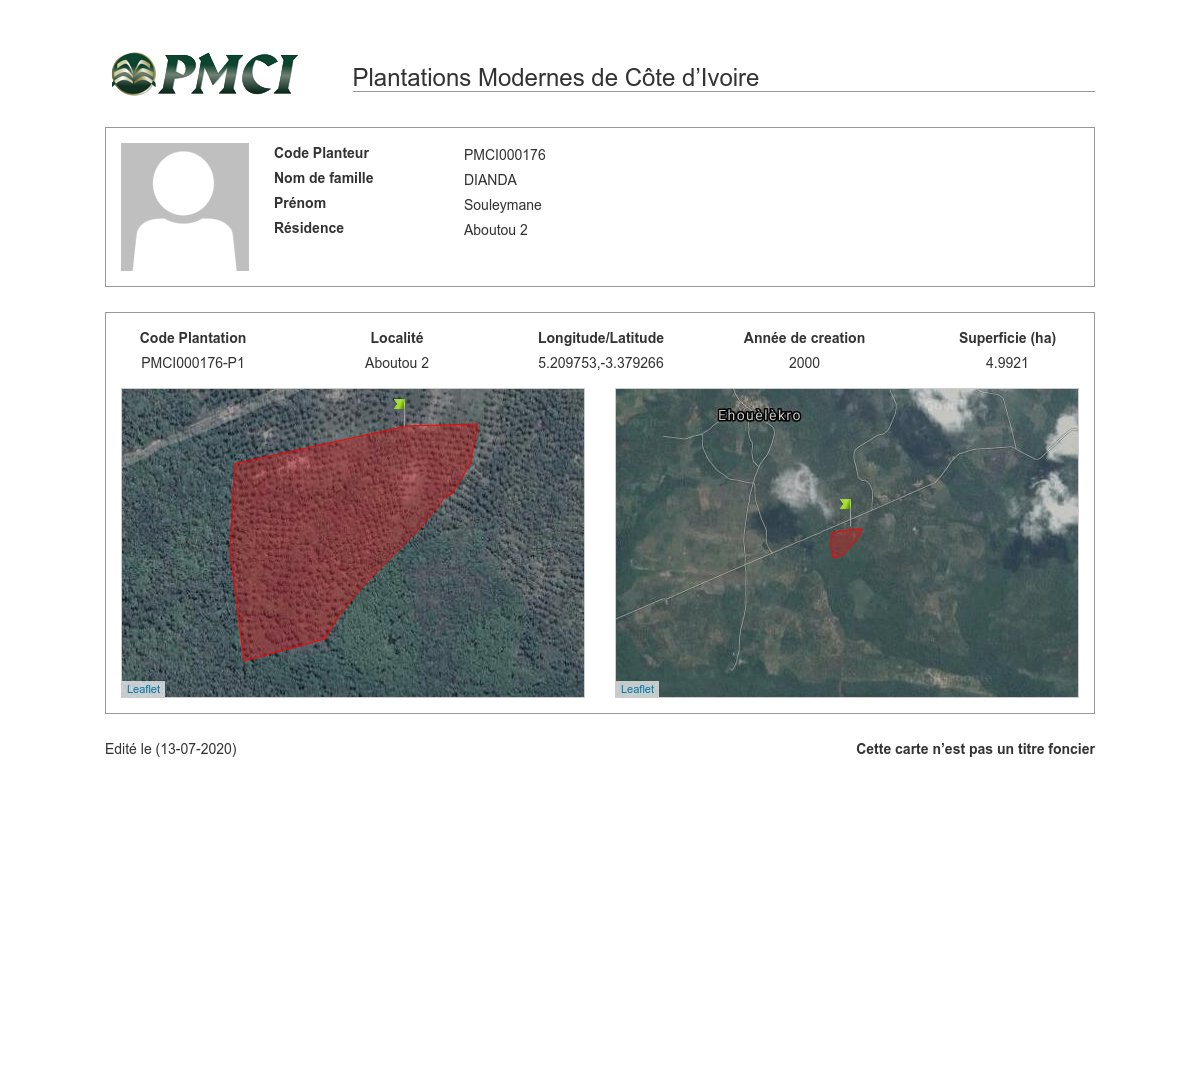 PMCI
Plantations Modernes de Côte d’Ivoire
Code Planteur PMCI000176
Nom de famille DIANDA
Prénom Souleymane
Résidence Aboutou 2
Code Plantation Localité Longitude/Latitude Année de creation Superficie (ha)
PMCI000176-P1 Aboutou 2 5.209753,-3.379266 2000 4.9921
Ehouèlèkro
Leaflet
Leaflet
Edité le (13-07-2020) Cette carte n’est pas un titre foncier